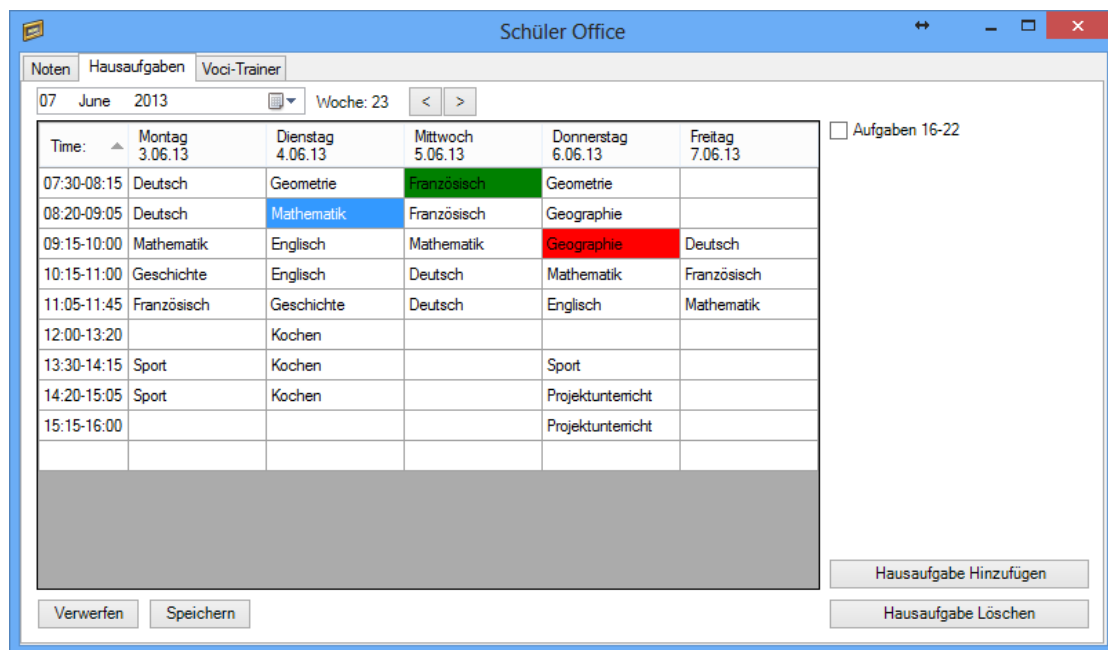 Schüler Office
Noten Hausaufgaben Voci-Trainer
07 June 2013 Woche: 23 < >
Aufgaben 16-22
Time: Montag 3.06.13 Dienstag 4.06.13 Mittwoch 5.06.13 Donnerstag 6.06.13 Freitag 7.06.13
07:30-08:15 Deutsch Geometrie Französisch Geometrie
08:20-09:05 Deutsch Mathematik Französisch Geographie
09:15-10:00 Mathematik Englisch Mathematik Geographie Deutsch
10:15-11:00 Geschichte Englisch Deutsch Mathematik Französisch
11:05-11:45 Französisch Geschichte Deutsch Englisch Mathematik
12:00-13:20 Kochen
13:30-14:15 Sport Kochen Sport
14:20-15:05 Sport Kochen Projektunterricht
15:15-16:00 Projektunterricht
Hausaufgabe Hinzufügen
Verwerfen Speichern Hausaufgabe Löschen